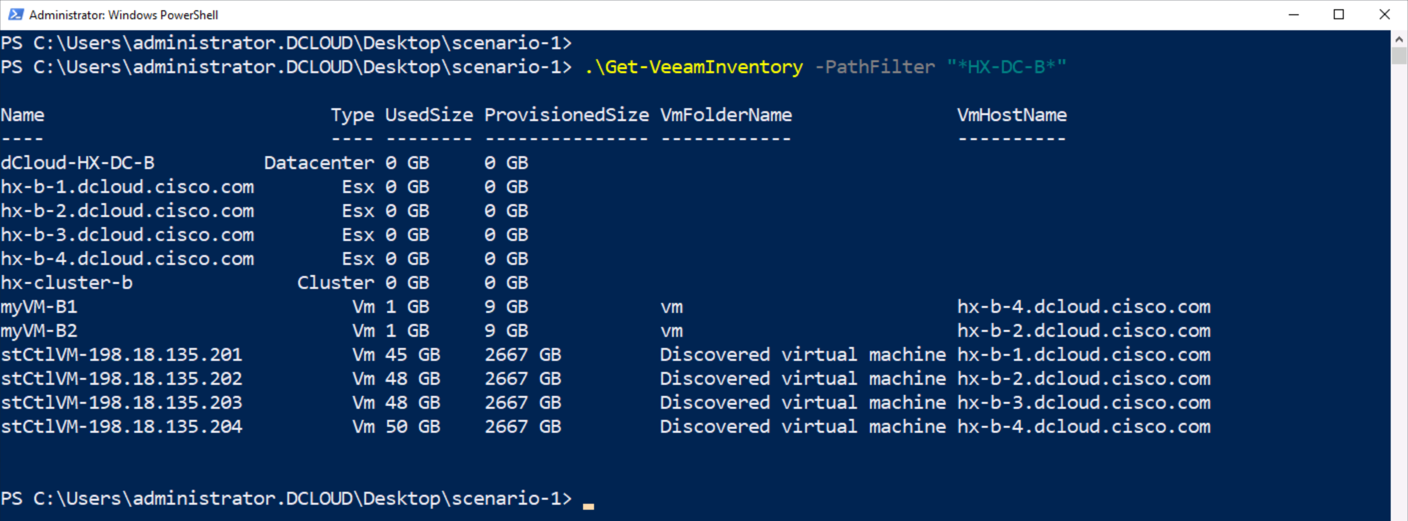 Administrator: Windows PowerShell
PS C:\Users\administrator.DCLOUD\Desktop\scenario-1>
PS C:\Users\administrator.DCLOUD\Desktop\scenario-1> .\Get-VeeamInventory -PathFilter "*HX-DC-B*"
Name Type UsedSize ProvisionedSize VmFolderName VmHostName
---- ---- -------- --------------- ------------ ----------
dCloud-HX-DC-B Datacenter 0 GB 0 GB
hx-b-1.dcloud.cisco.com Esx 0 GB 0 GB
hx-b-2.dcloud.cisco.com Esx 0 GB 0 GB
hx-b-3.dcloud.cisco.com Esx 0 GB 0 GB
hx-b-4.dcloud.cisco.com Esx 0 GB 0 GB
hx-cluster-b Cluster 0 GB 0 GB
myVM-B1 Vm 1 GB 9 GB vm hx-b-4.dcloud.cisco.com
myVM-B2 Vm 1 GB 9 GB vm hx-b-2.dcloud.cisco.com
stCtlVM-198.18.135.201 Vm 45 GB 2667 GB Discovered virtual machine hx-b-1.dcloud.cisco.com
stCtlVM-198.18.135.202 Vm 48 GB 2667 GB Discovered virtual machine hx-b-2.dcloud.cisco.com
stCtlVM-198.18.135.203 Vm 48 GB 2667 GB Discovered virtual machine hx-b-3.dcloud.cisco.com
stCtlVM-198.18.135.204 Vm 50 GB 2667 GB Discovered virtual machine hx-b-4.dcloud.cisco.com
PS C:\Users\administrator.DCLOUD\Desktop\scenario-1>